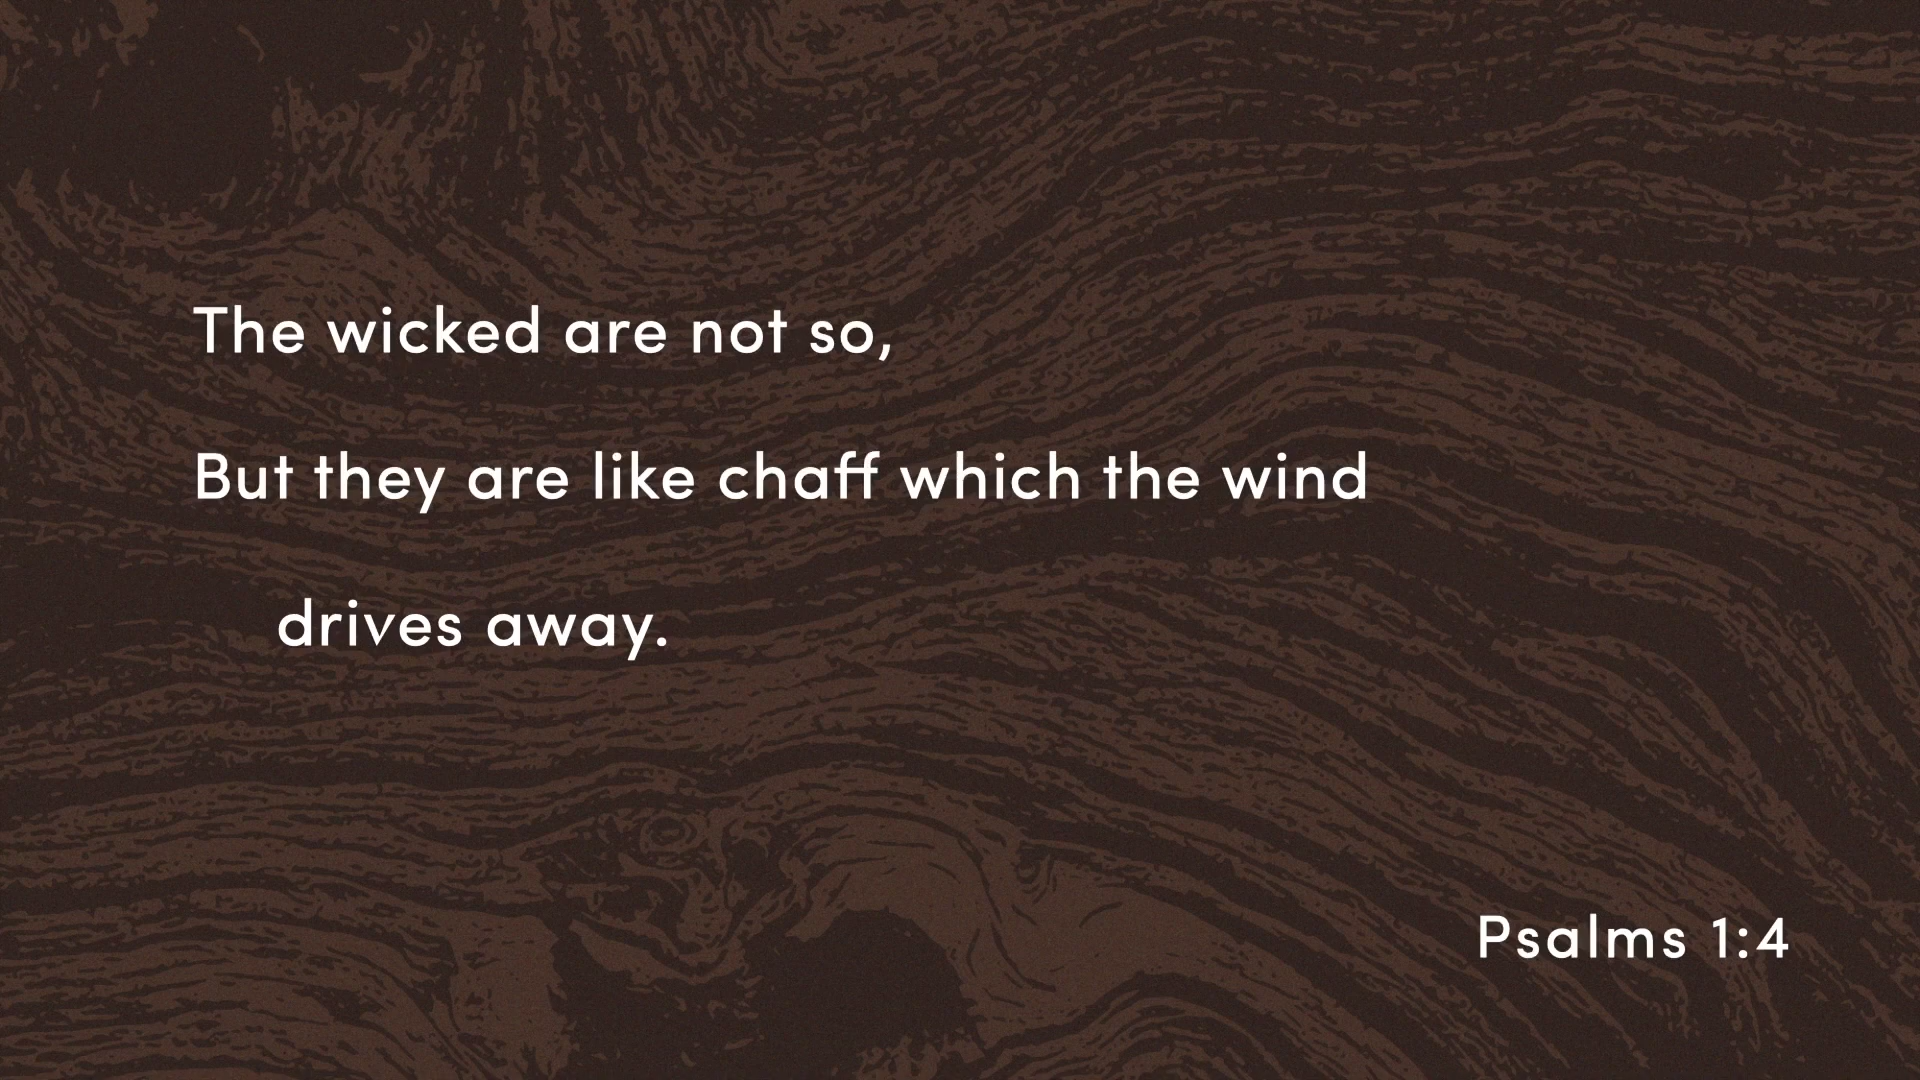 The wicked are not so,
But they are like chaff which the wind
drives away.
Psalms 1:4